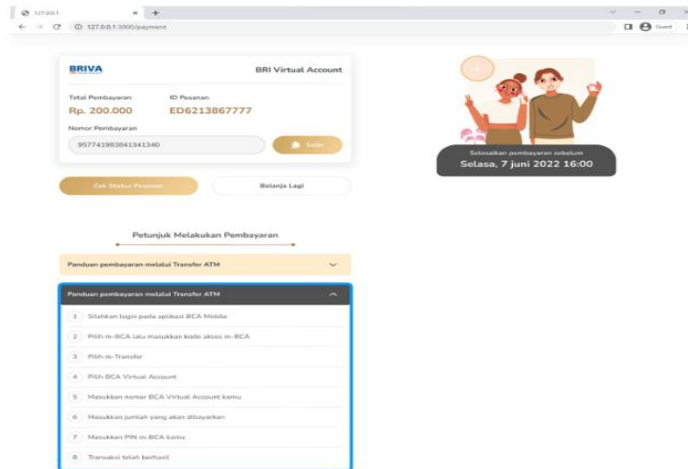 127.0.0.1
127.0.0.1:3000/payment
Guest
BRIVA
BRI Virtual Account
Total Pembayaran
ID Pesanan
Rp. 200.000
ED6213867777
Nomor Pembayaran
957741983841341340
Salin
Cek Status Pesanan
Belanja Lagi
Selesaikan pembayaran sebelum
Selasa, 7 juni 2022 16:00
Petunjuk Melakukan Pembayaran
Panduan pembayaran melalui Transfer ATM
Panduan pembayaran melalui Transfer ATM
1 Silahkan login pada aplikasi BCA Mobile
2 Pilih m-BCA lalu masukkan kode akses m-BCA
3 Pilih m-Transfer
4 Pilih BCA Virtual Account
5 Masukkan nomor BCA Virtual Account kamu
6 Masukkan jumlah yang akan dibayarkan
7 Masukkan PIN m-BCA kamu
8 Transaksi telah berhasil